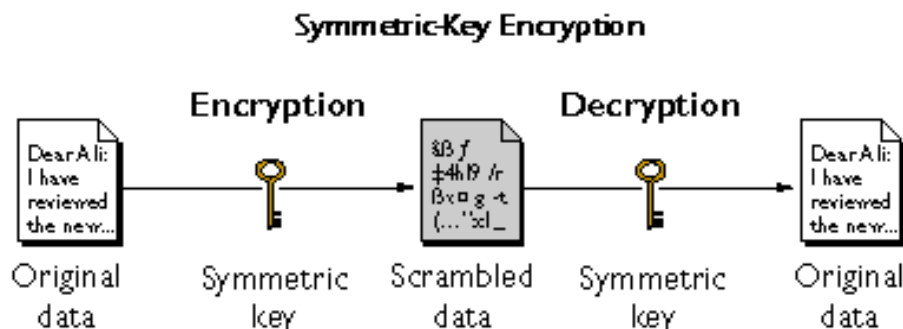 Symmetric-Key Encryption
Encryption
Decryption
Dear Ali:
I have
reviewed
the new...
Original
data
Symmetric
key
Scrambled
data
Symmetric
key
Dear Ali:
I have
reviewed
the new...
Original
data